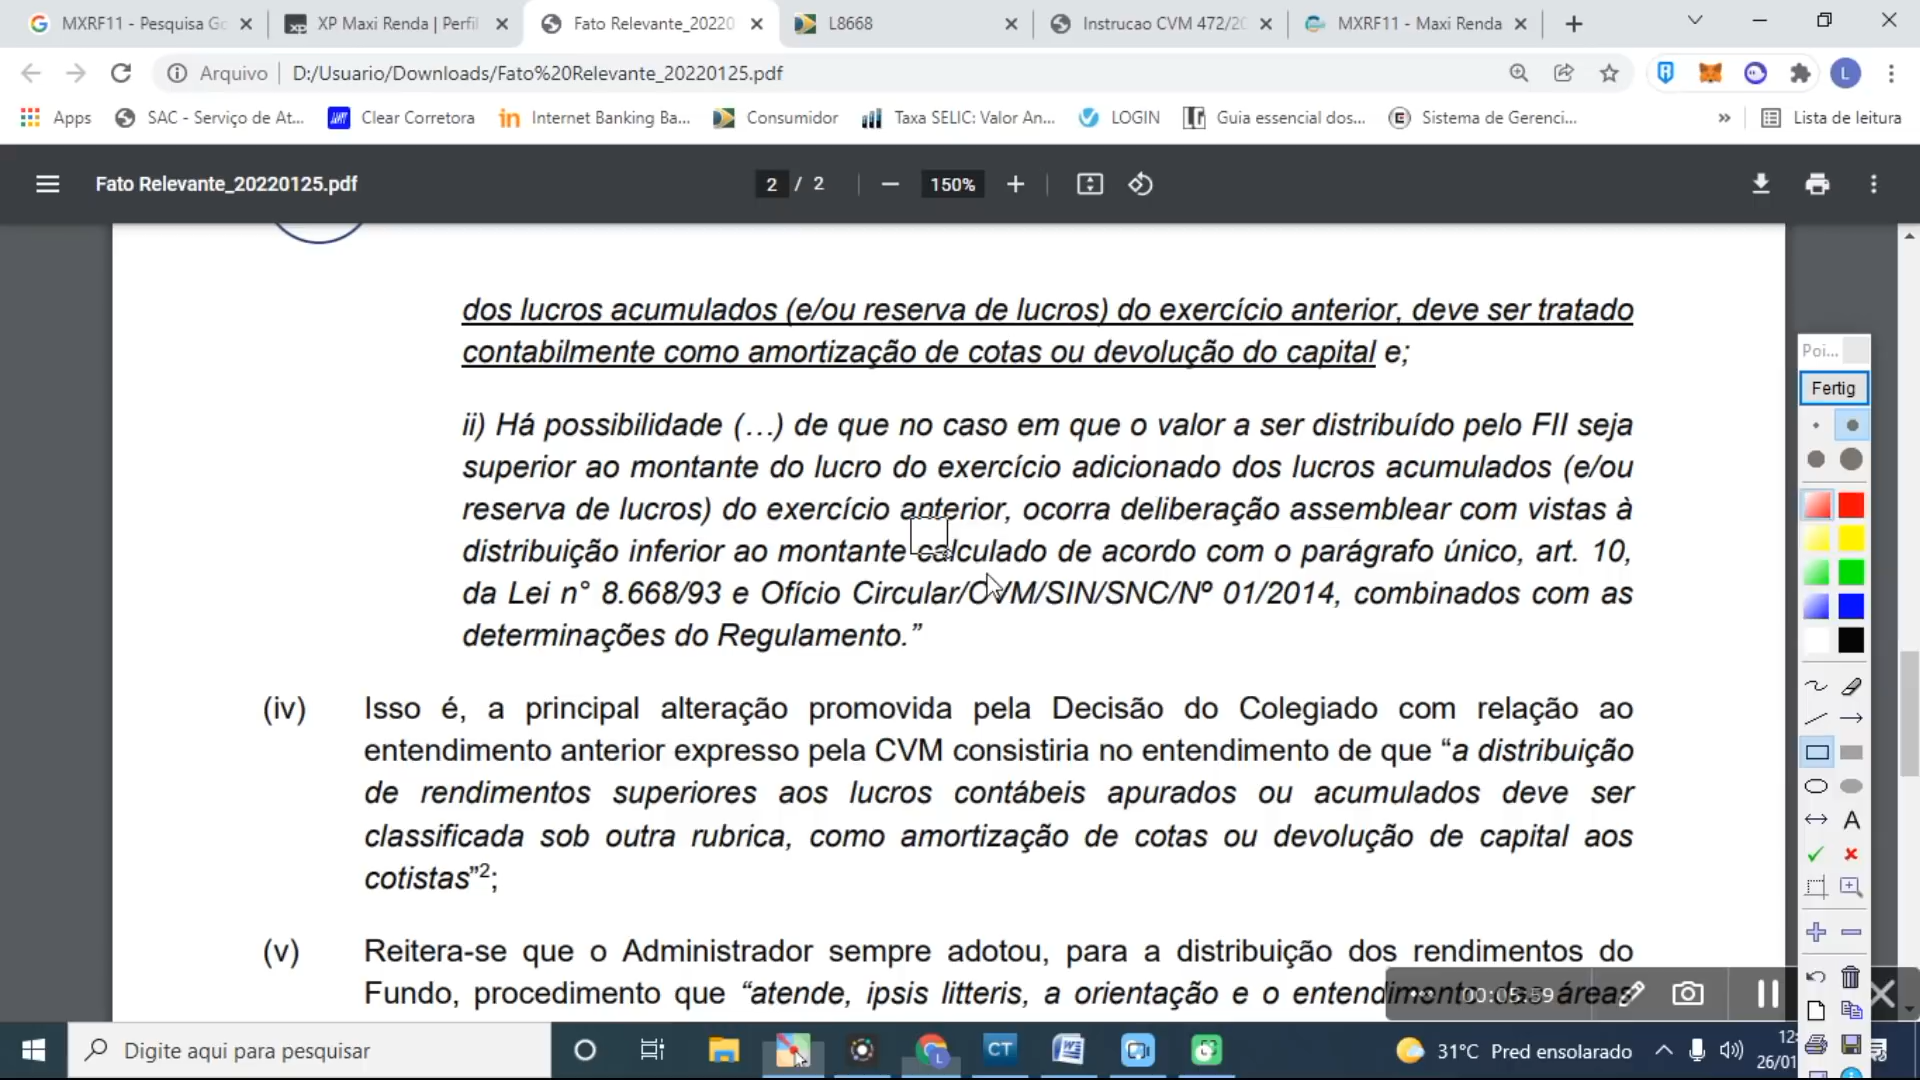 MXRF11 - Pesquisa Go
XP Maxi Renda | Perfil
Fato Relevante_20220
L8668
Instrucao CVM 472/20
MXRF11 - Maxi Renda
Arquivo
D:/Usuario/Downloads/Fato%20Relevante_20220125.pdf
L
Apps
SAC - Serviço de At...
Clear Corretora
Internet Banking Ba...
Consumidor
Taxa SELIC: Valor An...
LOGIN
Guia essencial dos...
Sistema de Gerenci...
»
Lista de leitura
Fato Relevante_20220125.pdf
2 / 2
150%
dos lucros acumulados (e/ou reserva de lucros) do exercício anterior, deve ser tratado
contabilmente como amortização de cotas ou devolução do capital e;
ii) Há possibilidade (…) de que no caso em que o valor a ser distribuído pelo FII seja
superior ao montante do lucro do exercício adicionado dos lucros acumulados (e/ou
reserva de lucros) do exercício anterior, ocorra deliberação assemblear com vistas à
distribuição inferior ao montante calculado de acordo com o parágrafo único, art. 10,
da Lei n° 8.668/93 e Ofício Circular/CVM/SIN/SNC/Nº 01/2014, combinados com as
determinações do Regulamento.”
(iv) Isso é, a principal alteração promovida pela Decisão do Colegiado com relação ao
entendimento anterior expresso pela CVM consistiria no entendimento de que “a distribuição
de rendimentos superiores aos lucros contábeis apurados ou acumulados deve ser
classificada sob outra rubrica, como amortização de cotas ou devolução de capital aos
cotistas”2;
(v) Reitera-se que o Administrador sempre adotou, para a distribuição dos rendimentos do
Fundo, procedimento que “atende, ipsis litteris, a orientação e o entendimento das áreas
Poi...
Fertig
A
00:05:59
Digite aqui para pesquisar
L
CT
31°C Pred ensolarado
12:
26/01